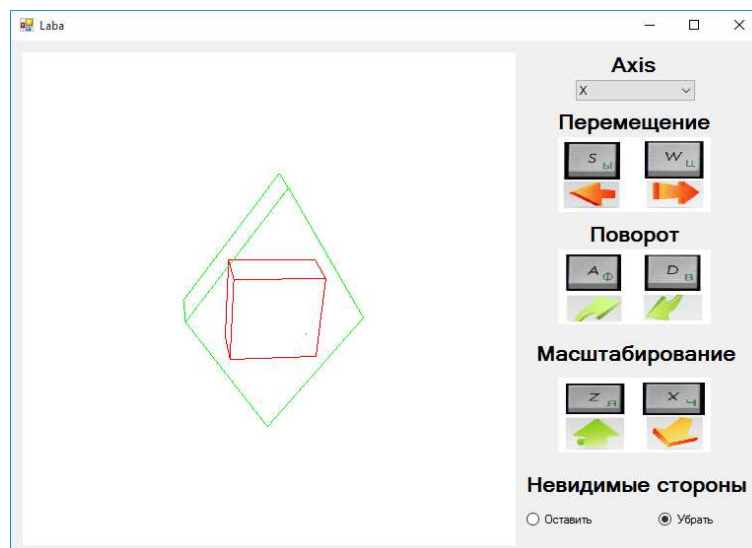 Laba
Axis
X
Перемещение
S Ы
W Ц
Поворот
A Ф
D В
Масштабирование
Z Я
X Ч
Невидимые стороны
Оставить
Убрать